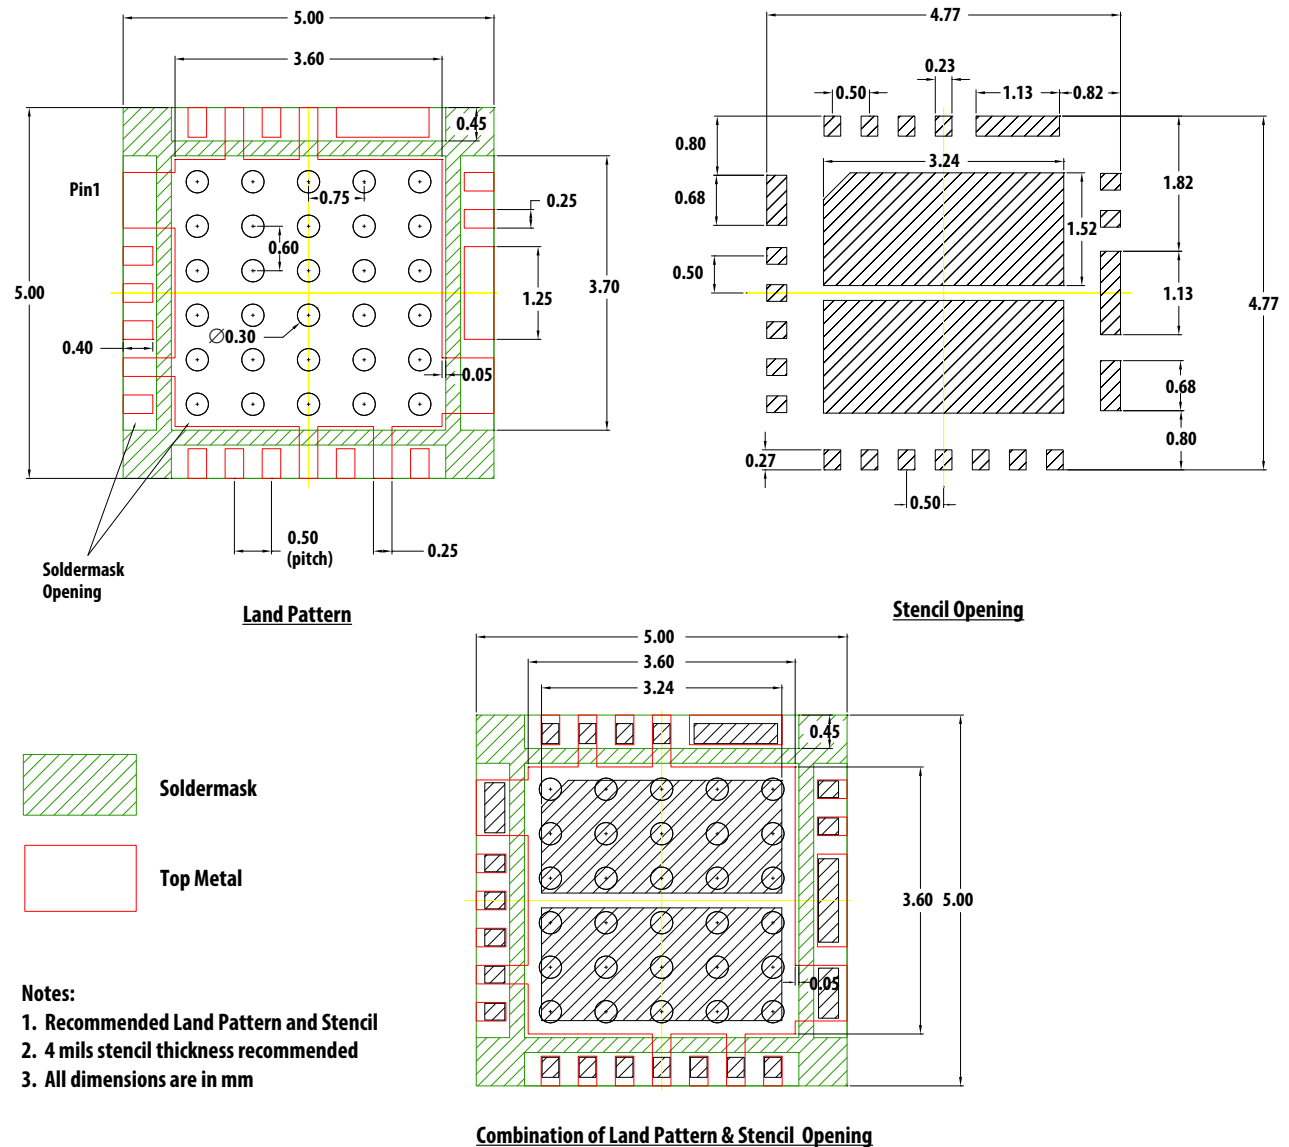 5.00
3.60
0.45
Pin1
0.75
0.25
0.60
5.00
1.25
3.70
Ø0.30
0.40
0.05
0.50
(pitch)
0.25
Soldermask
Opening
Land Pattern
4.77
0.23
0.50
1.13
0.82
0.80
3.24
0.68
1.82
1.52
0.50
1.13
4.77
0.68
0.80
0.27
0.50
Stencil Opening
5.00
3.60
3.24
0.45
3.60
5.00
0.05
Soldermask
Top Metal
Notes:
1. Recommended Land Pattern and Stencil
2. 4 mils stencil thickness recommended
3. All dimensions are in mm
Combination of Land Pattern & Stencil Opening